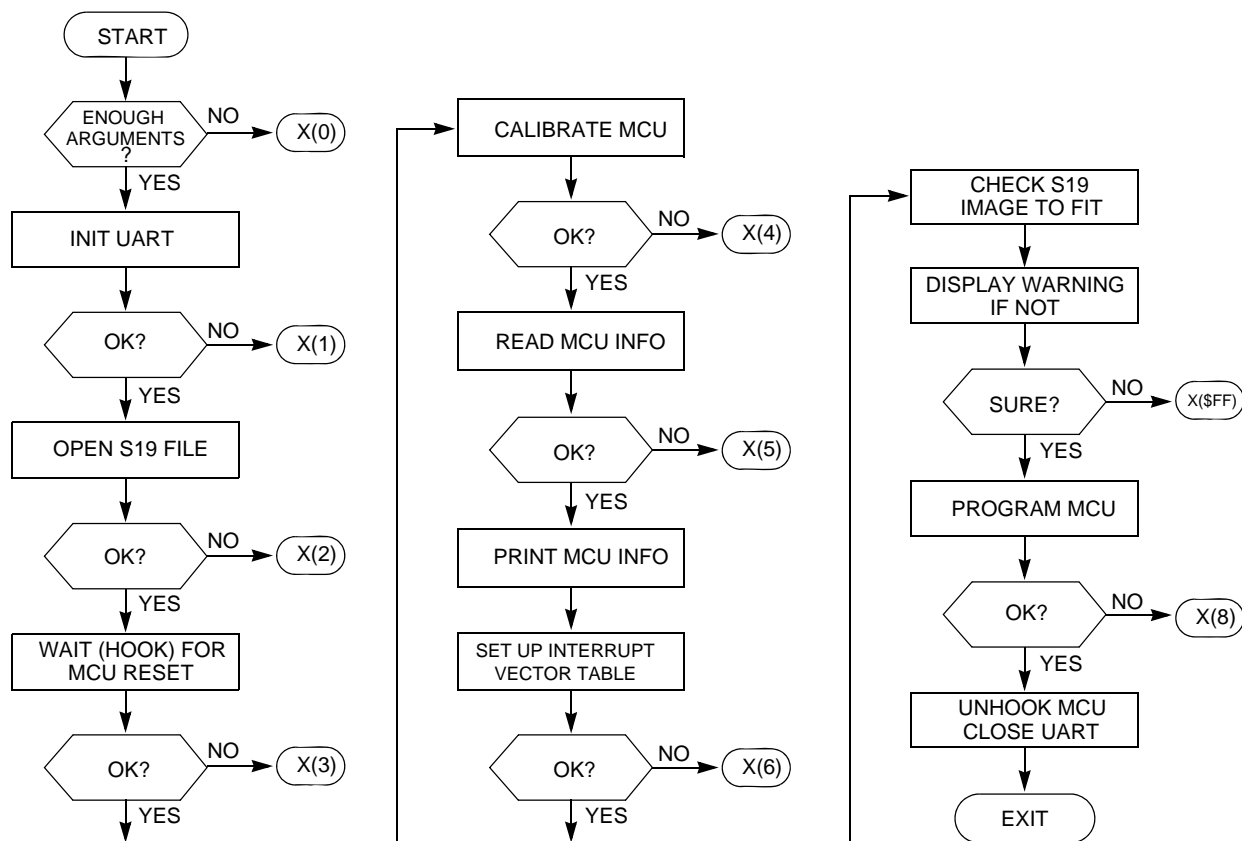 START
ENOUGH
ARGUMENTS
?
NO
X(0)
YES
INIT UART
OK?
NO
X(1)
YES
OPEN S19 FILE
OK?
NO
X(2)
YES
WAIT (HOOK) FOR
MCU RESET
OK?
NO
X(3)
YES
CALIBRATE MCU
OK?
NO
X(4)
YES
READ MCU INFO
OK?
NO
X(5)
YES
PRINT MCU INFO
SET UP INTERRUPT
VECTOR TABLE
OK?
NO
X(6)
YES
CHECK S19
IMAGE TO FIT
DISPLAY WARNING
IF NOT
SURE?
NO
X($FF)
YES
PROGRAM MCU
OK?
NO
X(8)
YES
UNHOOK MCU
CLOSE UART
EXIT